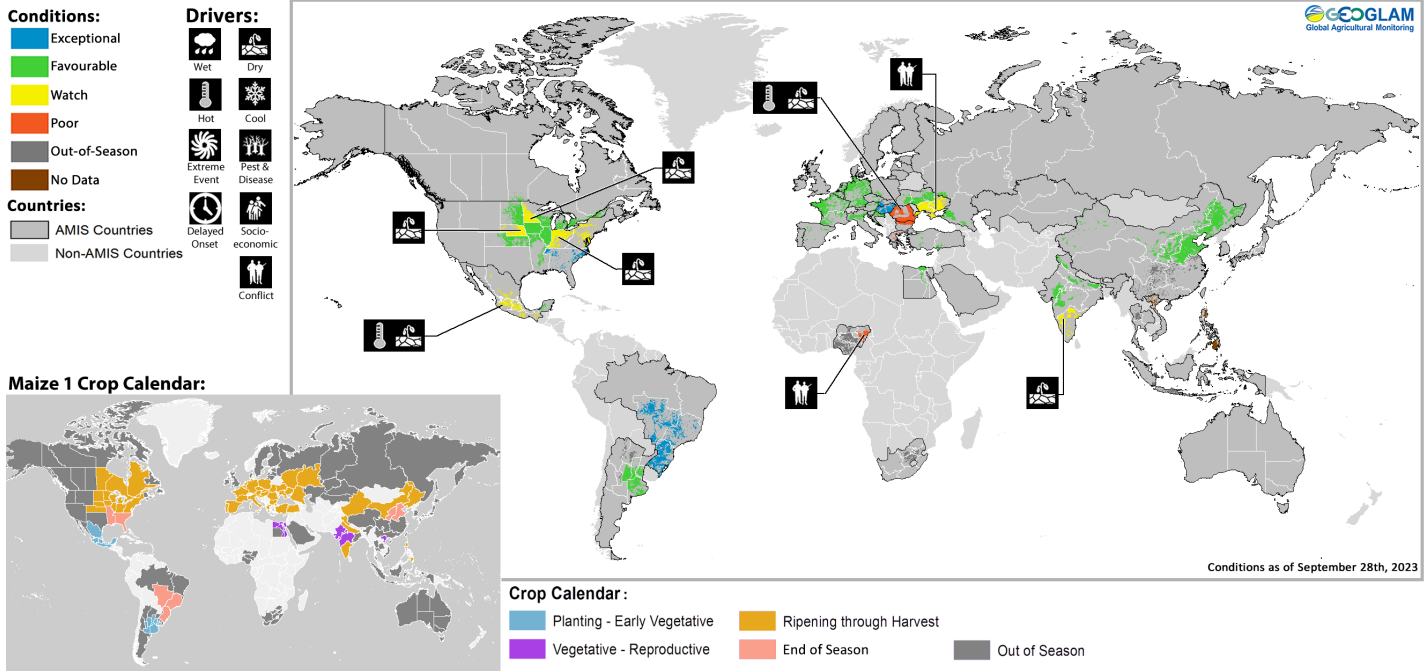 Conditions:
Exceptional
Favourable
Watch
Poor
Out-of-Season
No Data
Countries:
AMIS Countries
Non-AMIS Countries
Drivers:
Wet
Dry
Hot
Cool
Extreme
Event
Pest &
Disease
Delayed
Onset
Socio-
economic
Conflict
GEOGLAM
Global Agricultural Monitoring
Conditions as of September 28th, 2023
Maize 1 Crop Calendar:
Crop Calendar :
Planting - Early Vegetative
Ripening through Harvest
Vegetative - Reproductive
End of Season
Out of Season